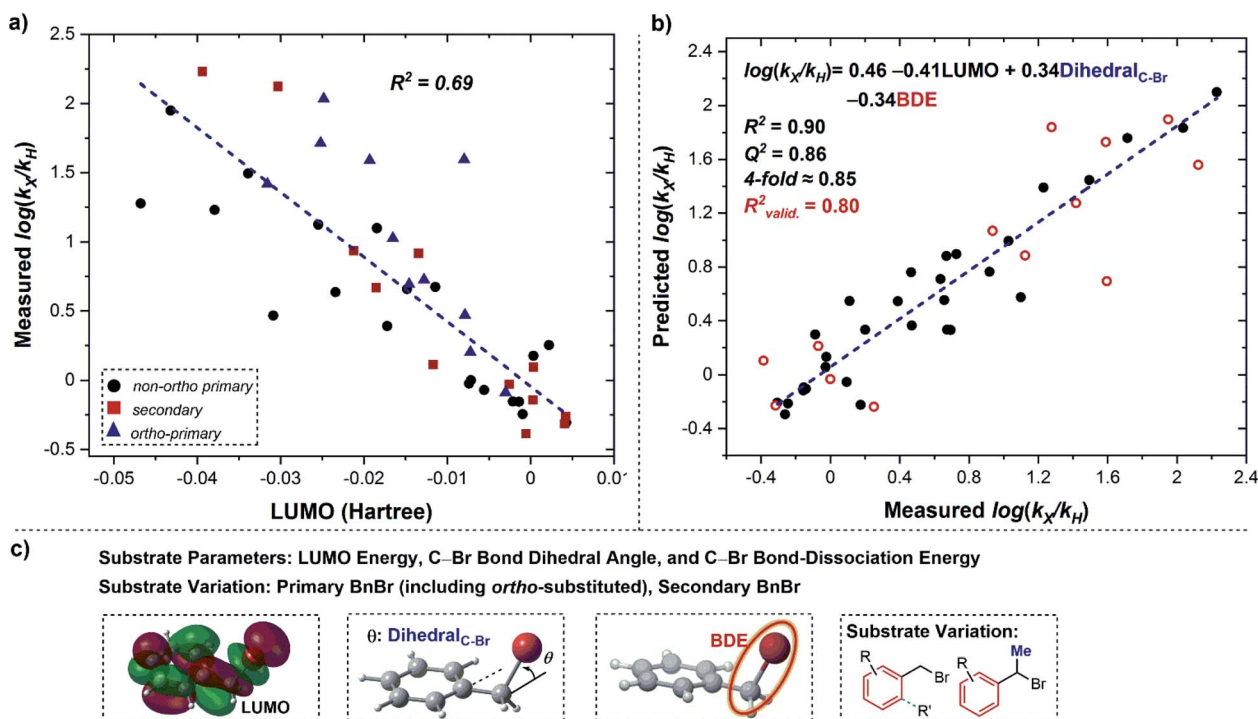 a)
Measured log(kX/kH)
2.5
2
1.5
1
0.5
0
-0.5
R² = 0.69
non-ortho primary
secondary
ortho-primary
-0.05 -0.04 -0.03 -0.02 -0.01 0.0
LUMO (Hartree)
b)
Predicted log(kX/kH)
2.4
2.0
1.6
1.2
0.8
0.4
0
-0.4
log(kX/kH)= 0.46 –0.41LUMO + 0.34DihedralC-Br
–0.34BDE
R² = 0.90
Q² = 0.86
4-fold ≈ 0.85
R²valid. = 0.80
-0.4 0 0.4 0.8 1.2 1.6 2 2.4
Measured log(kX/kH)
c)
Substrate Parameters: LUMO Energy, C–Br Bond Dihedral Angle, and C–Br Bond-Dissociation Energy
Substrate Variation: Primary BnBr (including ortho-substituted), Secondary BnBr
LUMO
θ: DihedralC-Br
θ
BDE
Substrate Variation:
R
Br
R'
R
Me
Br